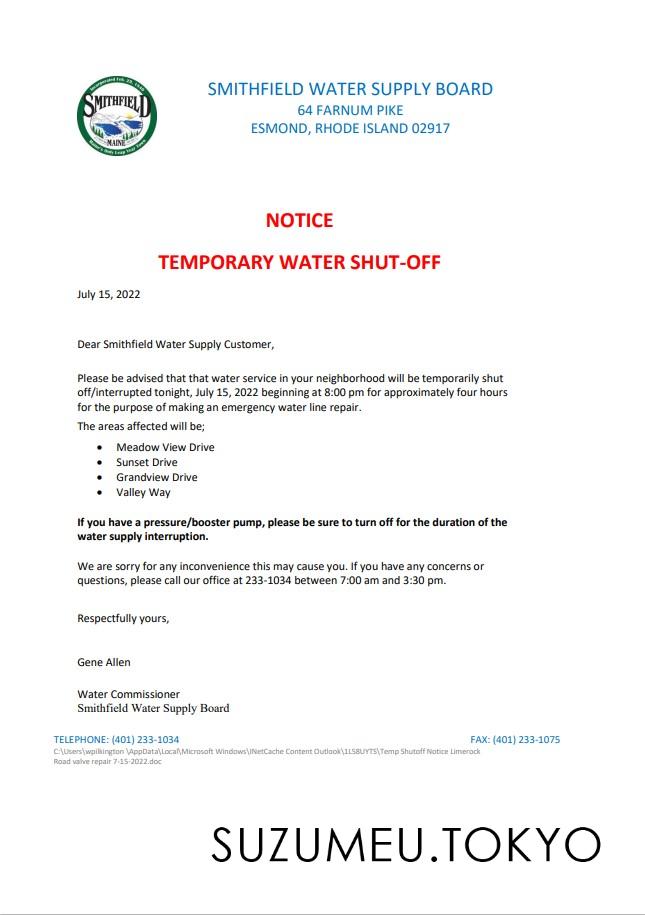 Incorporated Feb. 29, 1840
SMITHFIELD
MAINE
Maine's Only Leap Year Town
SMITHFIELD WATER SUPPLY BOARD
64 FARNUM PIKE
ESMOND, RHODE ISLAND 02917
NOTICE
TEMPORARY WATER SHUT-OFF
July 15, 2022
Dear Smithfield Water Supply Customer,
Please be advised that that water service in your neighborhood will be temporarily shut
off/interrupted tonight, July 15, 2022 beginning at 8:00 pm for approximately four hours
for the purpose of making an emergency water line repair.
The areas affected will be;
• Meadow View Drive
• Sunset Drive
• Grandview Drive
• Valley Way
If you have a pressure/booster pump, please be sure to turn off for the duration of the
water supply interruption.
We are sorry for any inconvenience this may cause you. If you have any concerns or
questions, please call our office at 233-1034 between 7:00 am and 3:30 pm.
Respectfully yours,
Gene Allen
Water Commissioner
Smithfield Water Supply Board
TELEPHONE: (401) 233-1034 FAX: (401) 233-1075
C:\Users\wpilkington \AppData\Local\Microsoft Windows\INetCache Content Outlook\1LS8UYTS\Temp Shutoff Notice Limerock
Road valve repair 7-15-2022.doc
SUZUMEU.TOKYO